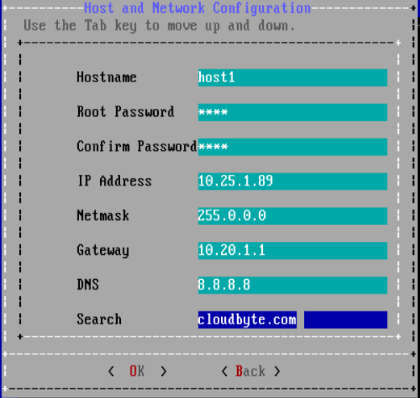 Host and Network Configuration
Use the Tab key to move up and down.
Hostname host1
Root Password ****
Confirm Password ****
IP Address 10.25.1.89
Netmask 255.0.0.0
Gateway 10.20.1.1
DNS 8.8.8.8
Search cloudbyte.com
< OK > < Back >